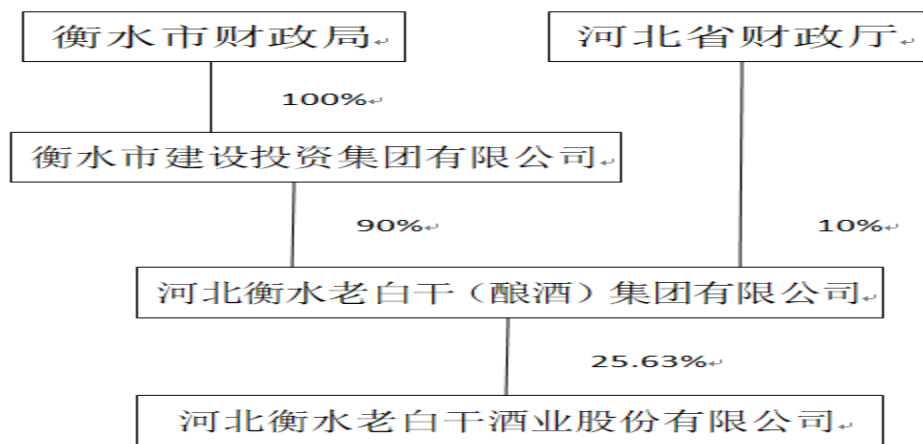 衡水市财政局
河北省财政厅
100%
衡水市建设投资集团有限公司
90%
10%
河北衡水老白干（酿酒）集团有限公司
25.63%
河北衡水老白干酒业股份有限公司